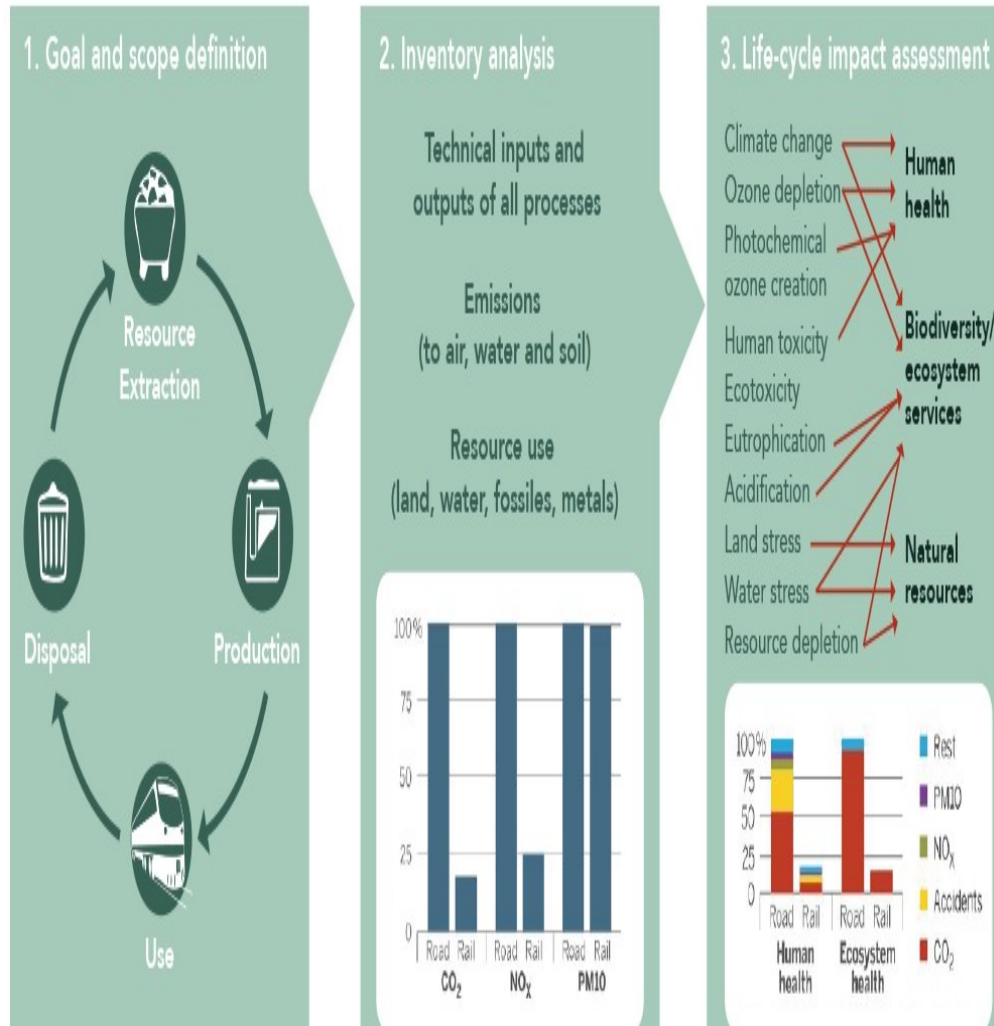 1. Goal and scope definition
Resource
Extraction
Disposal
Production
Use
2. Inventory analysis
Technical inputs and
outputs of all processes
Emissions
(to air, water and soil)
Resource use
(land, water, fossiles, metals)
100%
75
50
25
0
Road Rail Road Rail Road Rail
CO₂ NOₓ PM10
3. Life-cycle impact assessment
Climate change
Ozone depletion
Photochemical
ozone creation
Human toxicity
Ecotoxicity
Eutrophication
Acidification
Land stress
Water stress
Resource depletion
Human
health
Biodiversity/
ecosystem
services
Natural
resources
100%
75
50
25
0
Road Rail Road Rail
Human Ecosystem
health health
Rest
PM10
NOₓ
Accidents
CO₂